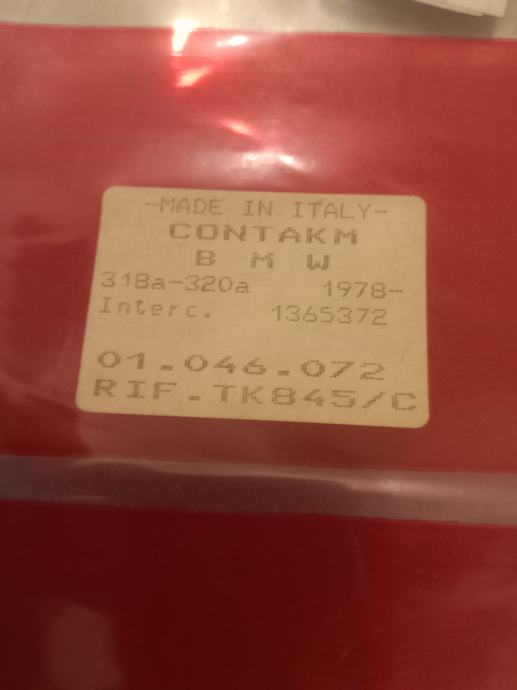 -MADE IN ITALY-
CONTAKM
B M W
318a-320a 1978-
Interc. 1365372
01.046.072
RIF.TK845/C